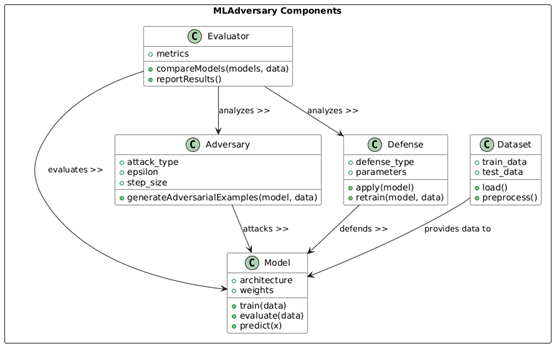 MLAdversary Components
C Evaluator
metrics
compareModels(models, data)
reportResults()
analyzes >>
analyzes >>
C Adversary
attack_type
epsilon
step_size
generateAdversarialExamples(model, data)
C Defense
defense_type
parameters
apply(model)
retrain(model, data)
C Dataset
train_data
test_data
load()
preprocess()
evaluates >>
attacks >>
defends >>
provides data to
C Model
architecture
weights
train(data)
evaluate(data)
predict(x)